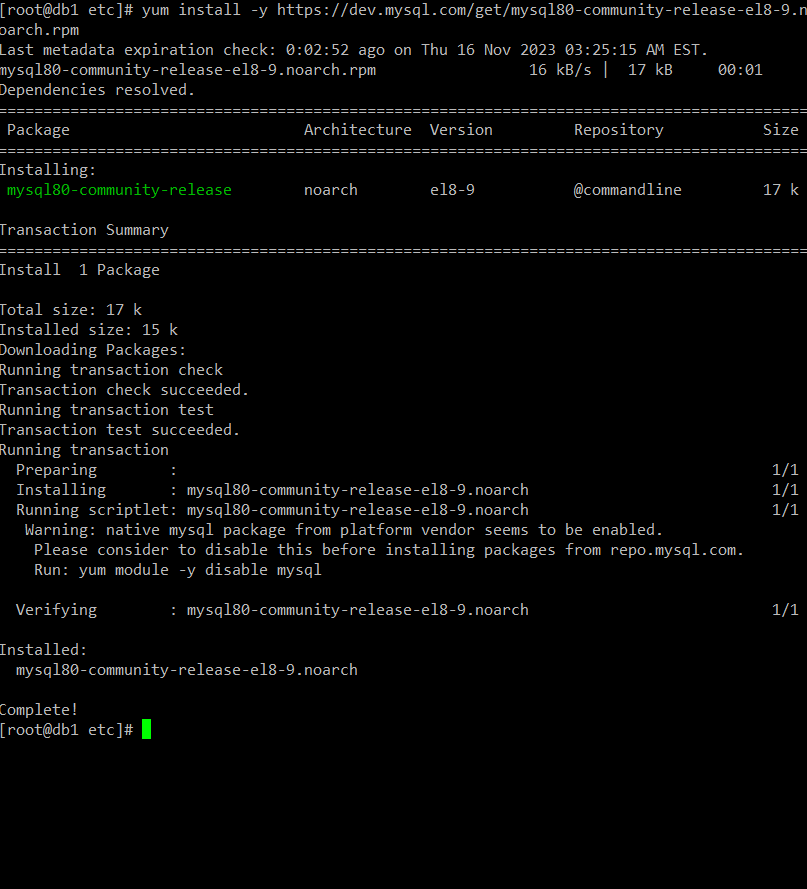 [root@db1 etc]# yum install -y https://dev.mysql.com/get/mysql80-community-release-el8-9.n
oarch.rpm
Last metadata expiration check: 0:02:52 ago on Thu 16 Nov 2023 03:25:15 AM EST.
mysql80-community-release-el8-9.noarch.rpm                 16 kB/s |  17 kB     00:01
Dependencies resolved.
==========================================================================================
 Package                          Architecture  Version         Repository           Size
==========================================================================================
Installing:
 mysql80-community-release        noarch        el8-9           @commandline         17 k

Transaction Summary
==========================================================================================
Install  1 Package

Total size: 17 k
Installed size: 15 k
Downloading Packages:
Running transaction check
Transaction check succeeded.
Running transaction test
Transaction test succeeded.
Running transaction
  Preparing        :                                                                  1/1
  Installing       : mysql80-community-release-el8-9.noarch                           1/1
  Running scriptlet: mysql80-community-release-el8-9.noarch                           1/1
   Warning: native mysql package from platform vendor seems to be enabled.
    Please consider to disable this before installing packages from repo.mysql.com.
    Run: yum module -y disable mysql

  Verifying        : mysql80-community-release-el8-9.noarch                           1/1

Installed:
  mysql80-community-release-el8-9.noarch

Complete!
[root@db1 etc]#